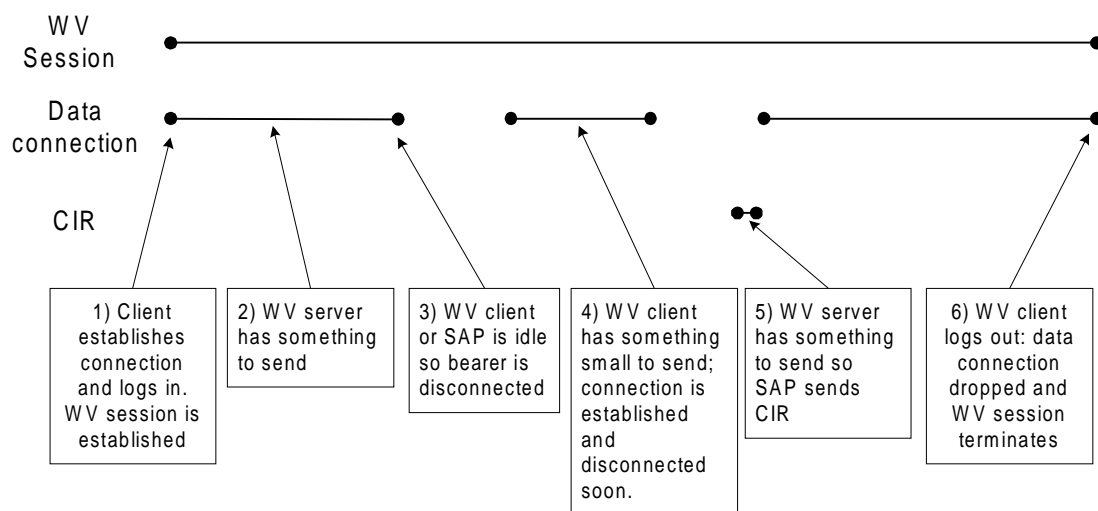 WV
Session
Data
connection
CIR
1) Client
establishes
connection
and logs in.
WV session is
established
2) WV server
has something
to send
3) WV client
or SAP is idle
so bearer is
disconnected
4) WV client
has something
small to send;
connection is
established
and
disconnected
soon.
5) WV server
has something
to send so
SAP sends
CIR
6) WV client
logs out: data
connection
dropped and
WV session
terminates